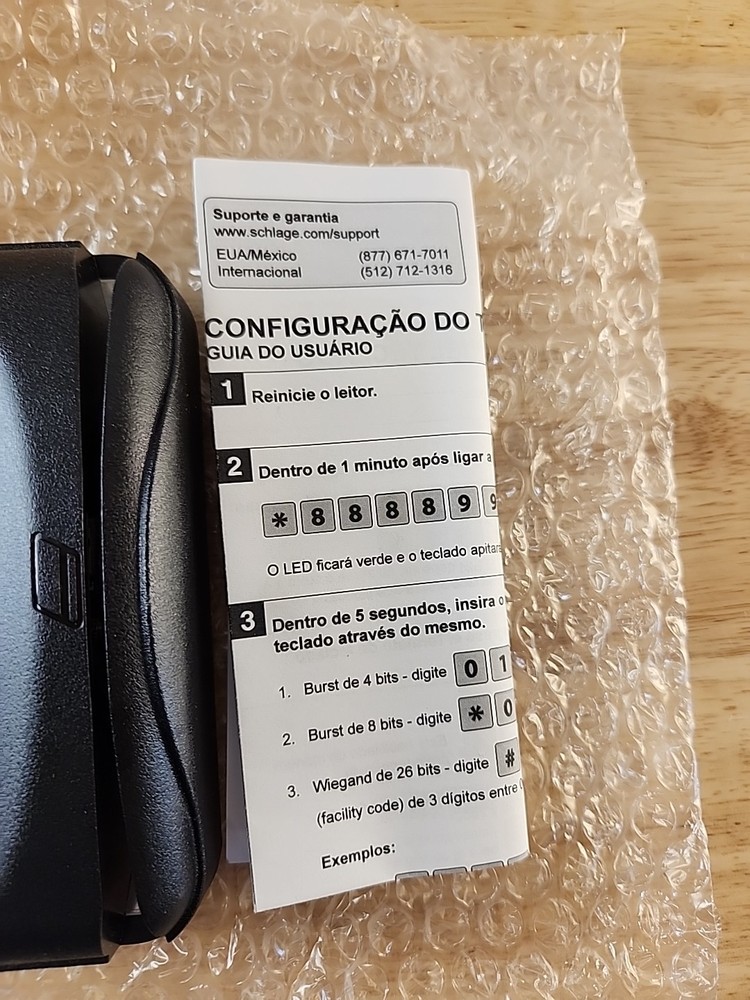 Suporte e garantia
www.schlage.com/support
EUA/México (877) 671-7011
Internacional (512) 712-1316
CONFIGURAÇÃO DO
GUIA DO USUÁRIO
1 Reinicie o leitor.
2 Dentro de 1 minuto após ligar a
* 8 8 8 8 9 9
O LED ficará verde e o teclado apitará
3 Dentro de 5 segundos, insira o
teclado através do mesmo.
1. Burst de 4 bits - digite 0 1
2. Burst de 8 bits - digite * 0
3. Wiegand de 26 bits - digite #
(facility code) de 3 dígitos entre
Exemplos: